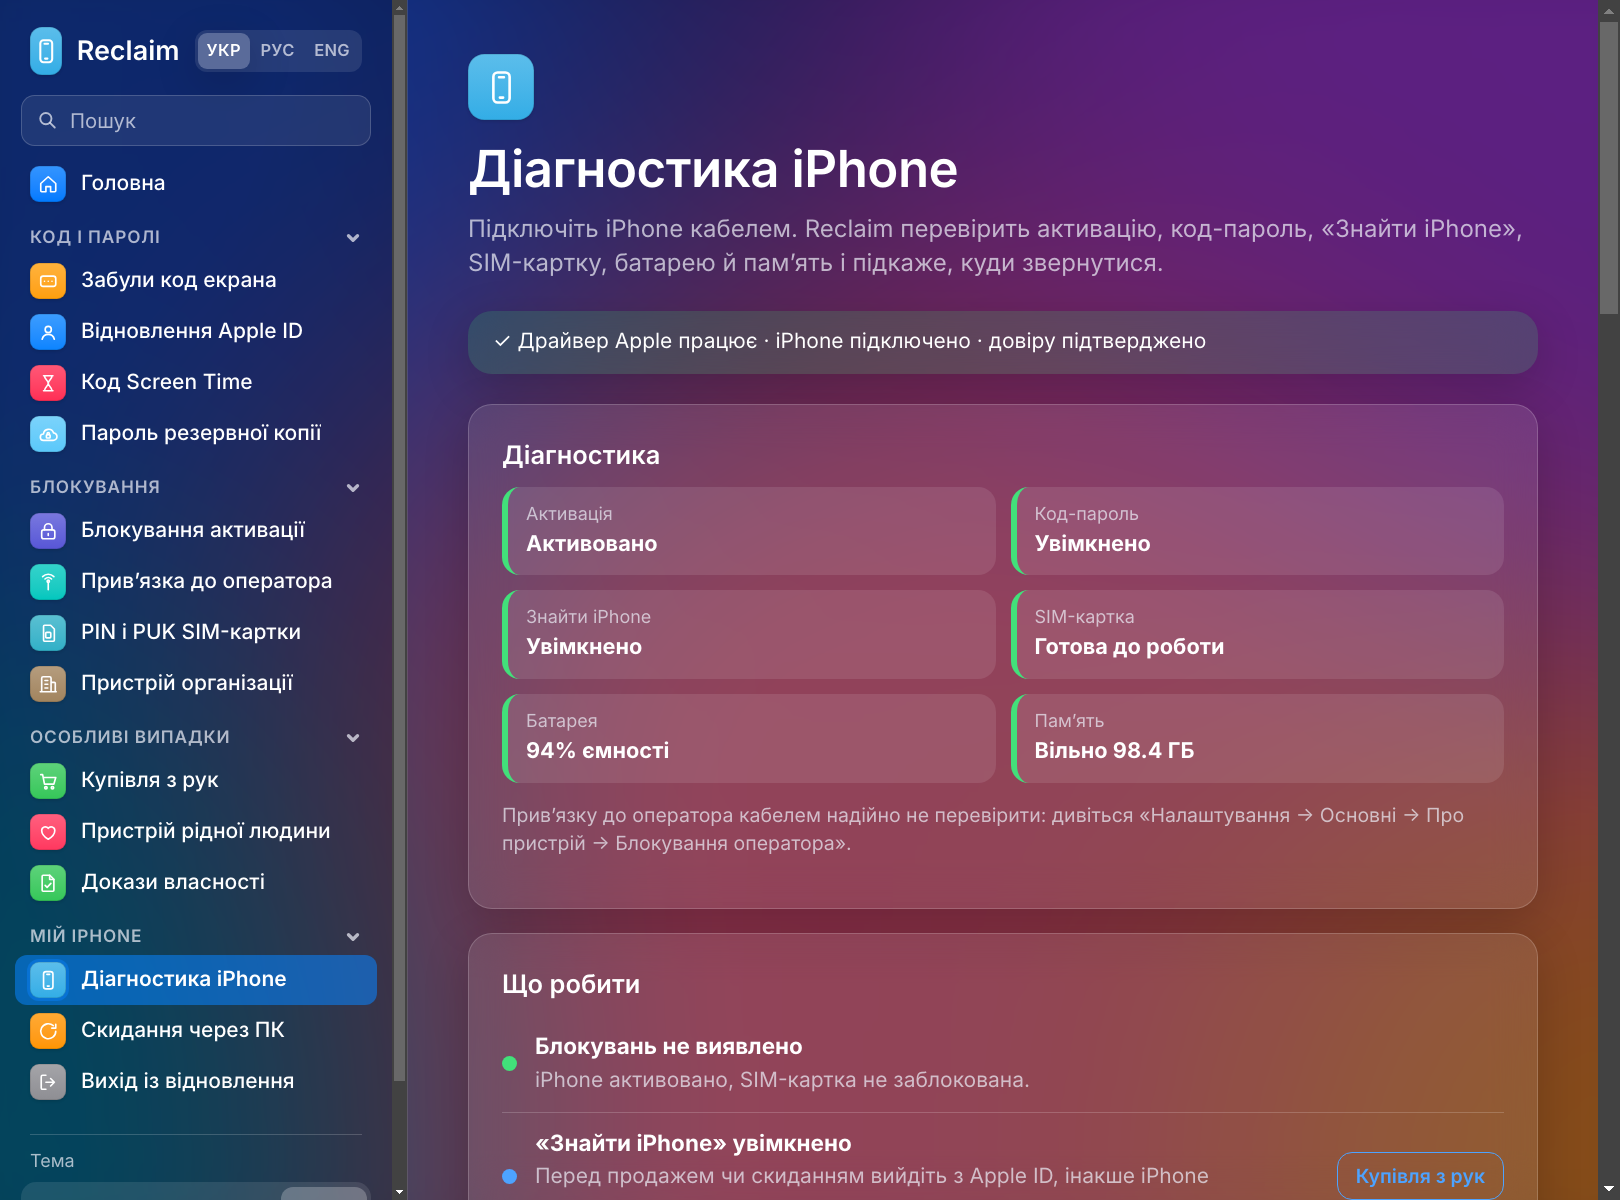 Reclaim
УКР РУС ENG
Пошук
Головна
КОД І ПАРОЛІ
Забули код екрана
Відновлення Apple ID
Код Screen Time
Пароль резервної копії
БЛОКУВАННЯ
Блокування активації
Прив’язка до оператора
PIN і PUK SIM-картки
Пристрій організації
ОСОБЛИВІ ВИПАДКИ
Купівля з рук
Пристрій рідної людини
Докази власності
МІЙ IPHONE
Діагностика iPhone
Скидання через ПК
Вихід із відновлення
Тема
Діагностика iPhone
Підключіть iPhone кабелем. Reclaim перевірить активацію, код-пароль, «Знайти iPhone»,
SIM-картку, батарею й пам’ять і підкаже, куди звернутися.
✓ Драйвер Apple працює · iPhone підключено · довіру підтверджено
Діагностика
Активація
Активовано
Код-пароль
Увімкнено
Знайти iPhone
Увімкнено
SIM-картка
Готова до роботи
Батарея
94% ємності
Пам’ять
Вільно 98.4 ГБ
Прив’язку до оператора кабелем надійно не перевірити: дивіться «Налаштування → Основні → Про
пристрій → Блокування оператора».
Що робити
Блокувань не виявлено
iPhone активовано, SIM-картка не заблокована.
«Знайти iPhone» увімкнено
Перед продажем чи скиданням вийдіть з Apple ID, інакше iPhone
Купівля з рук